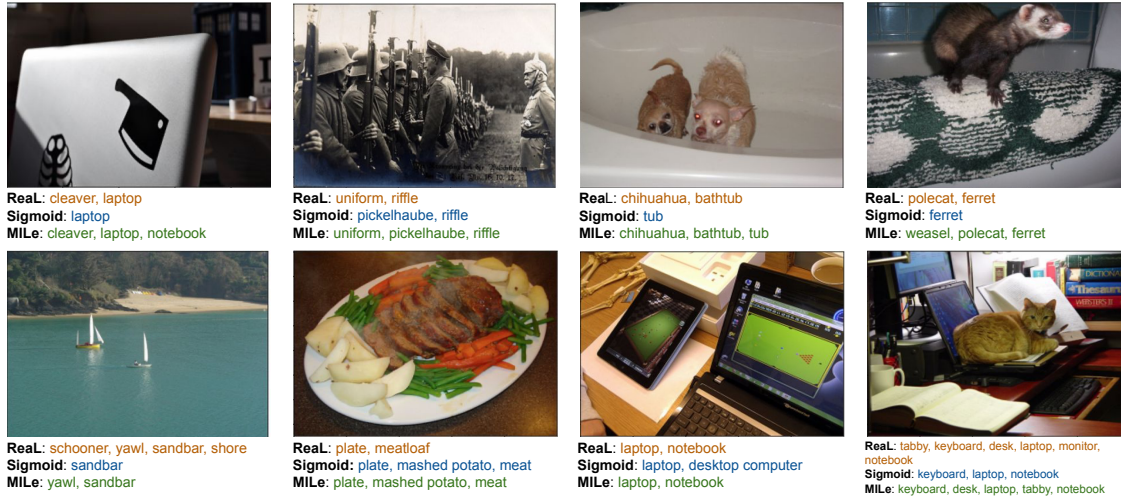 ReaL: cleaver, laptop
Sigmoid: laptop
MILe: cleaver, laptop, notebook
ReaL: uniform, riffle
Sigmoid: pickelhaube, riffle
MILe: uniform, pickelhaube, riffle
ReaL: chihuahua, bathtub
Sigmoid: tub
MILe: chihuahua, bathtub, tub
ReaL: polecat, ferret
Sigmoid: ferret
MILe: weasel, polecat, ferret
DICTIONARY
Thesaurus
WEBSTER'S
ReaL: schooner, yawl, sandbar, shore
Sigmoid: sandbar
MILe: yawl, sandbar
ReaL: plate, meatloaf
Sigmoid: plate, mashed potato, meat
MILe: plate, mashed potato, meat
ReaL: laptop, notebook
Sigmoid: laptop, desktop computer
MILe: laptop, notebook
ReaL: tabby, keyboard, desk, laptop, monitor,
notebook
Sigmoid: keyboard, laptop, notebook
MILe: keyboard, desk, laptop, tabby, notebook